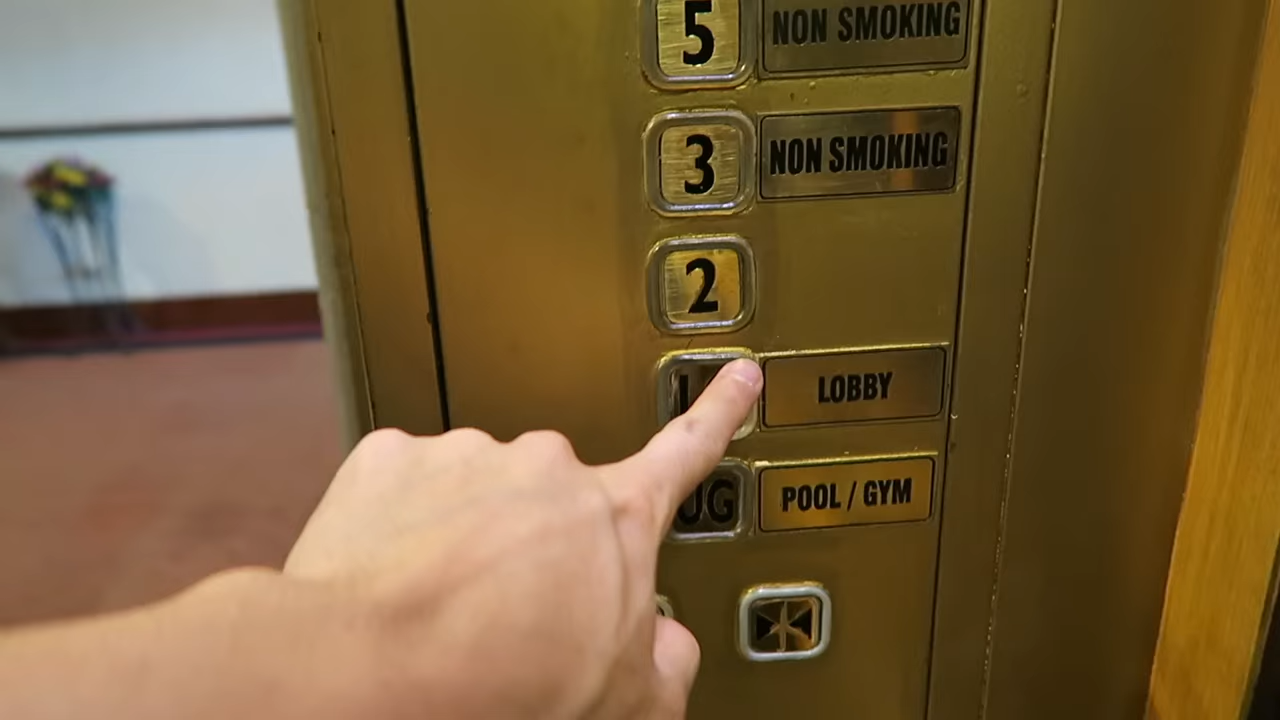 5 NON SMOKING
3 NON SMOKING
2
LOBBY
UG POOL / GYM